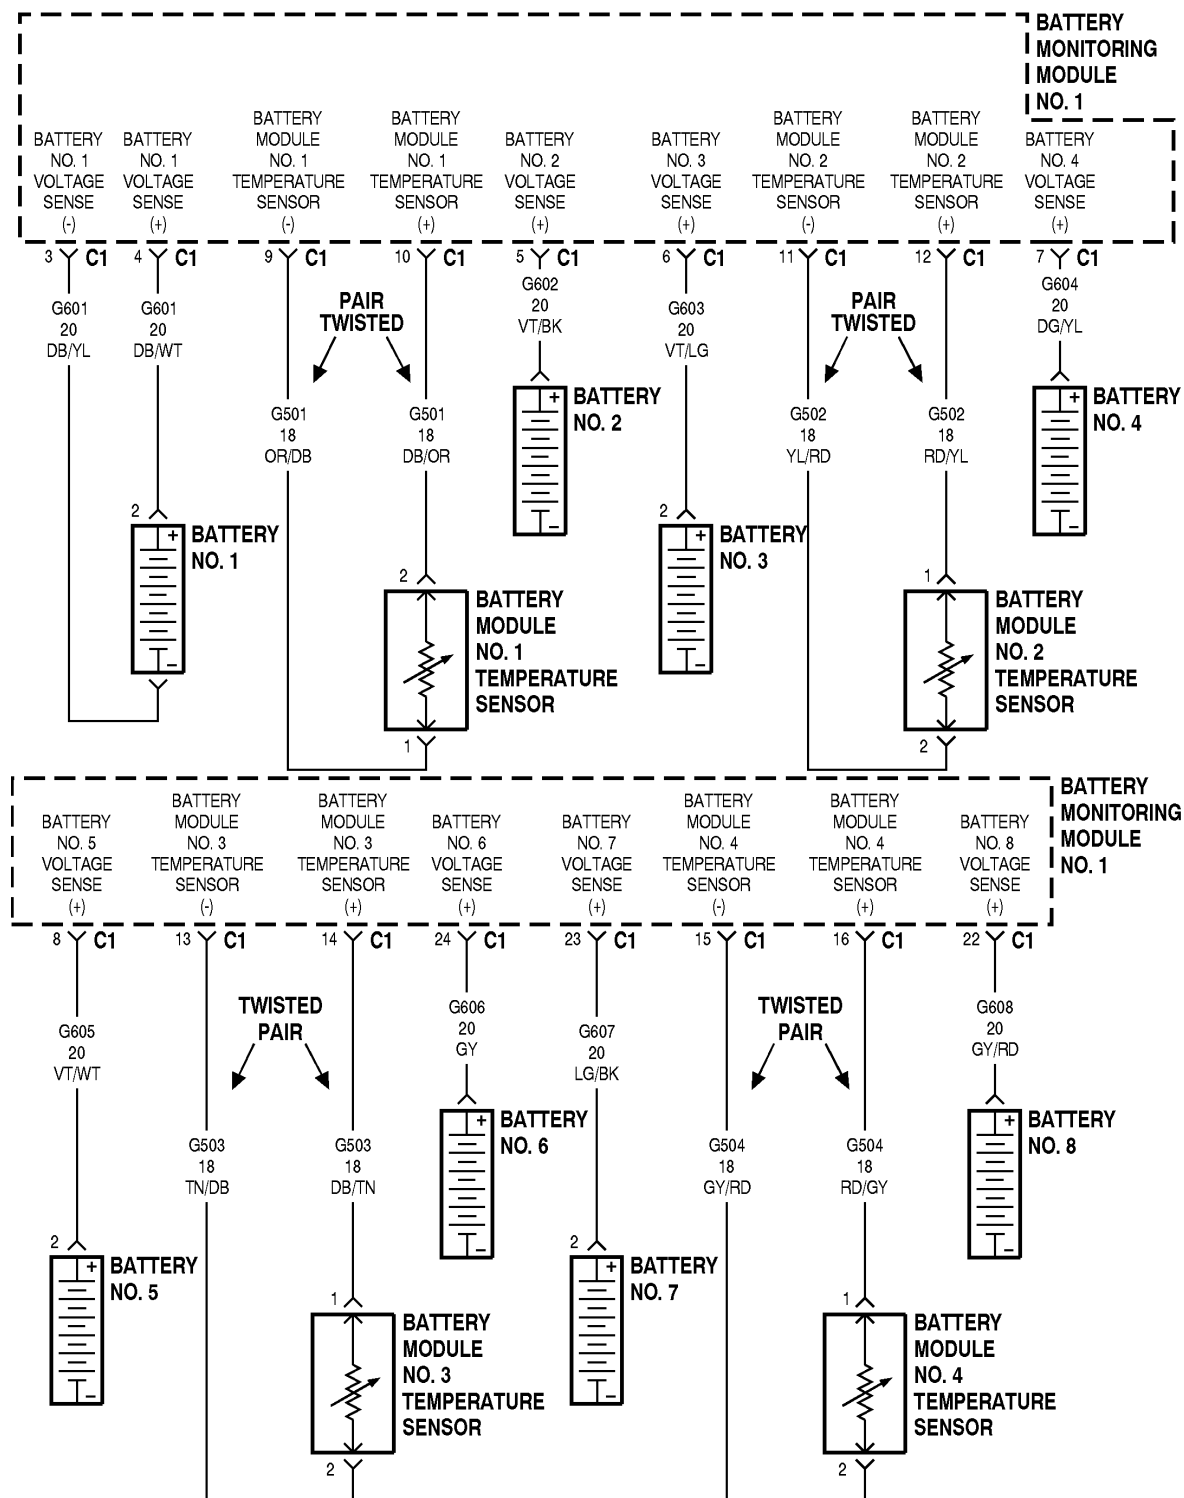 BATTERY
MONITORING
MODULE
NO. 1
BATTERY
NO. 1
VOLTAGE
SENSE
(-)
BATTERY
NO. 1
VOLTAGE
SENSE
(+)
BATTERY
MODULE
NO. 1
TEMPERATURE
SENSOR
(-)
BATTERY
MODULE
NO. 1
TEMPERATURE
SENSOR
(+)
BATTERY
NO. 2
VOLTAGE
SENSE
(+)
BATTERY
NO. 3
VOLTAGE
SENSE
(+)
BATTERY
MODULE
NO. 2
TEMPERATURE
SENSOR
(-)
BATTERY
MODULE
NO. 2
TEMPERATURE
SENSOR
(+)
BATTERY
NO. 4
VOLTAGE
SENSE
(+)
3 C1 4 C1 9 C1 10 C1 5 C1 6 C1 11 C1 12 C1 7 C1
G601
20
DB/YL
G601
20
DB/WT
PAIR
TWISTED
G602
20
VT/BK
G603
20
VT/LG
PAIR
TWISTED
G604
20
DG/YL
G501
18
OR/DB
G501
18
DB/OR
+
-
BATTERY
NO. 2
G502
18
YL/RD
G502
18
RD/YL
+
-
BATTERY
NO. 4
2
+
-
BATTERY
NO. 1
2
+
-
BATTERY
NO. 3
2
BATTERY
MODULE
NO. 1
TEMPERATURE
SENSOR
1
1
BATTERY
MODULE
NO. 2
TEMPERATURE
SENSOR
2
BATTERY
MONITORING
MODULE
NO. 1
BATTERY
NO. 5
VOLTAGE
SENSE
(+)
BATTERY
MODULE
NO. 3
TEMPERATURE
SENSOR
(-)
BATTERY
MODULE
NO. 3
TEMPERATURE
SENSOR
(+)
BATTERY
NO. 6
VOLTAGE
SENSE
(+)
BATTERY
NO. 7
VOLTAGE
SENSE
(+)
BATTERY
MODULE
NO. 4
TEMPERATURE
SENSOR
(-)
BATTERY
MODULE
NO. 4
TEMPERATURE
SENSOR
(+)
BATTERY
NO. 8
VOLTAGE
SENSE
(+)
8 C1 13 C1 14 C1 24 C1 23 C1 15 C1 16 C1 22 C1
G605
20
VT/WT
TWISTED
PAIR
G606
20
GY
G607
20
LG/BK
TWISTED
PAIR
G608
20
GY/RD
G503
18
TN/DB
G503
18
DB/TN
+
-
BATTERY
NO. 6
G504
18
GY/RD
G504
18
RD/GY
+
-
BATTERY
NO. 8
2
+
-
BATTERY
NO. 5
2
+
-
BATTERY
NO. 7
1
BATTERY
MODULE
NO. 3
TEMPERATURE
SENSOR
2
1
BATTERY
MODULE
NO. 4
TEMPERATURE
SENSOR
2